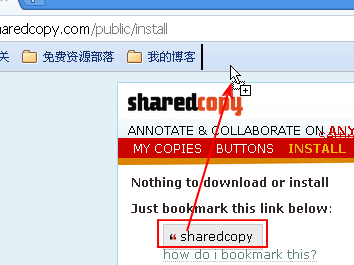 aredcopy.com/public/install
关 免费资源部落 我的博客
sharedcopy
ANNOTATE & COLLABORATE ON ANY
MY COPIES BUTTONS INSTALL
Nothing to download or install
Just bookmark this link below:
sharedcopy
how do i bookmark this?